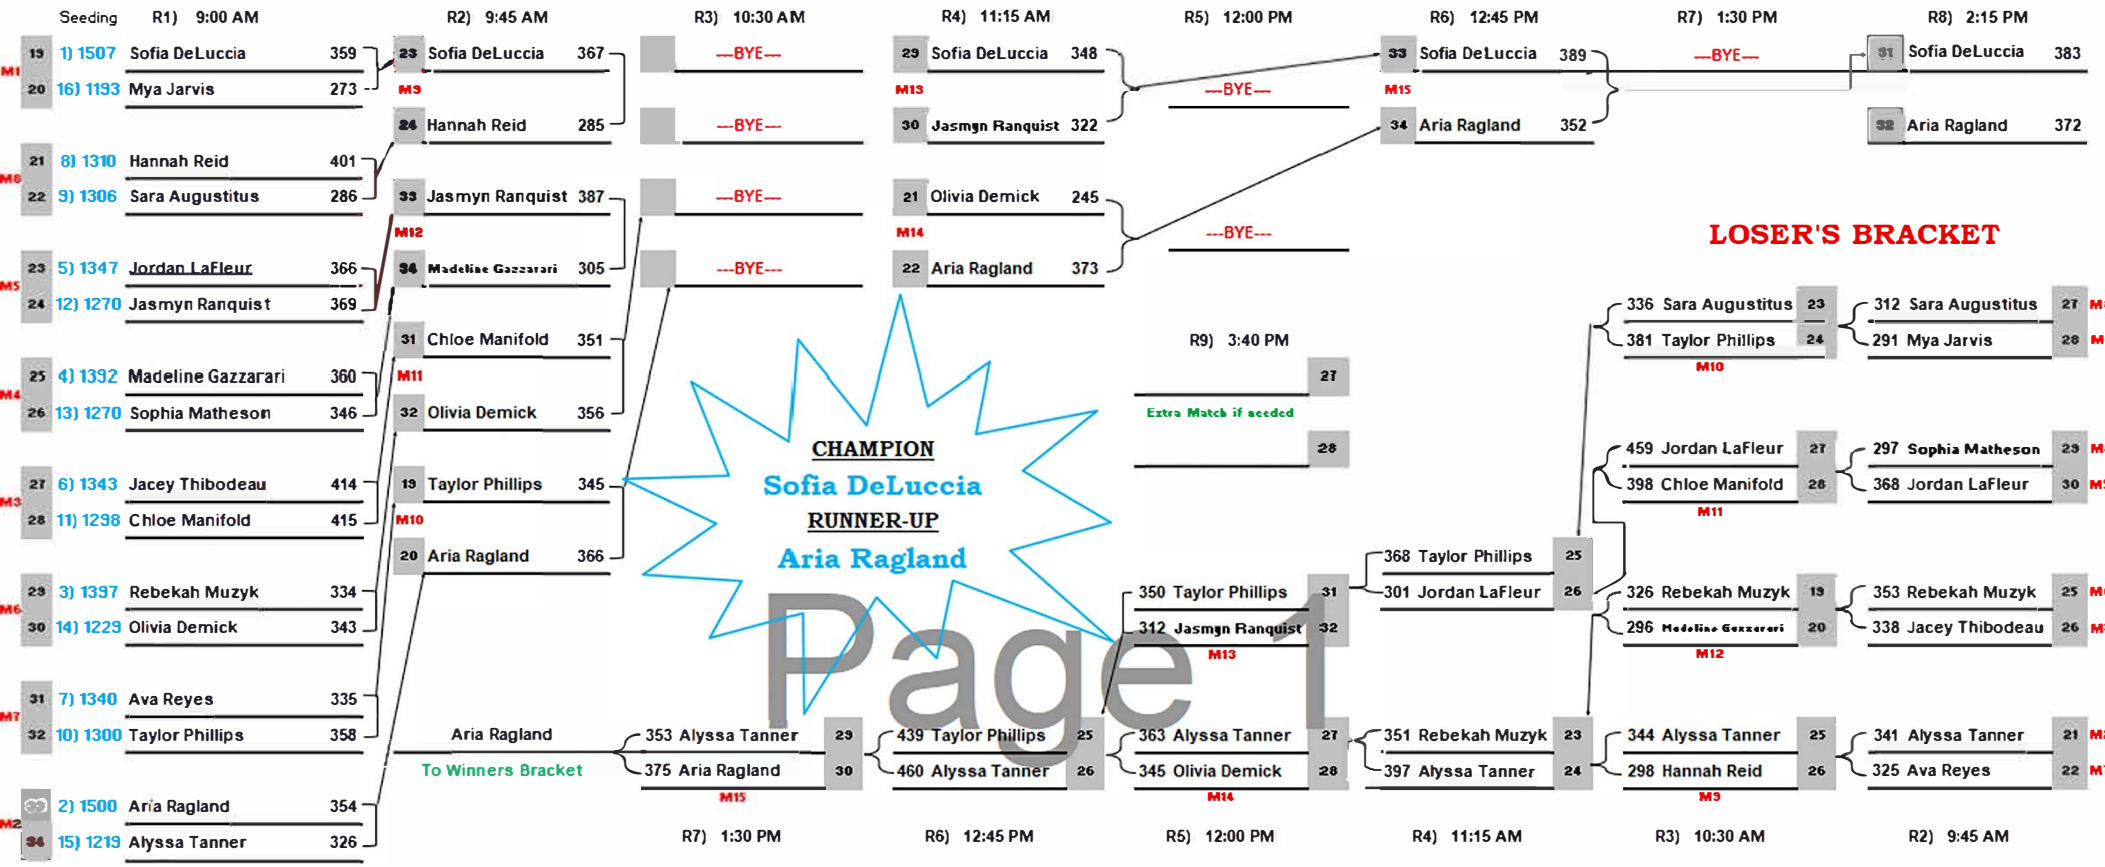 Seeding R1) 9:00 AM R2) 9:45 AM R3) 10:30 AM R4) 11:15 AM R5) 12:00 PM R6) 12:45 PM R7) 1:30 PM R8) 2:15 PM
19 1) 1507 Sofia DeLuccia 359
M1
20 16) 1193 Mya Jarvis 273
21 8) 1310 Hannah Reid 401
M8
22 9) 1306 Sara Augustitus 286
23 5) 1347 Jordan LaFleur 366
M5
24 12) 1270 Jasmyn Ranquist 369
25 4) 1392 Madeline Gazzarari 360
M4
26 13) 1270 Sophia Matheson 346
27 6) 1343 Jacey Thibodeau 414
M3
28 11) 1298 Chloe Manifold 415
29 3) 1397 Rebekah Muzyk 334
M6
30 14) 1229 Olivia Demick 343
31 7) 1340 Ava Reyes 335
M7
32 10) 1300 Taylor Phillips 358
33 2) 1500 Aria Ragland 354
M2
34 15) 1219 Alyssa Tanner 326
23 Sofia DeLuccia 367
M9
24 Hannah Reid 285
33 Jasmyn Ranquist 387
M12
34 Madeline Gazzarari 305
31 Chloe Manifold 351
M11
32 Olivia Demick 356
19 Taylor Phillips 345
M10
20 Aria Ragland 366
---BYE---
---BYE---
---BYE---
---BYE---
29 Sofia DeLuccia 348
M13
30 Jasmyn Ranquist 322
21 Olivia Demick 245
M14
22 Aria Ragland 373
---BYE---
---BYE---
33 Sofia DeLuccia 389
M15
34 Aria Ragland 352
---BYE---
31 Sofia DeLuccia 383
32 Aria Ragland 372
R9) 3:40 PM
27
Extra Match if needed
28
CHAMPION
Sofia DeLuccia
RUNNER-UP
Aria Ragland
Page 1
LOSER'S BRACKET
312 Sara Augustitus 27
291 Mya Jarvis 28
297 Sophia Matheson 29
368 Jordan LaFleur 30
353 Rebekah Muzyk 25
338 Jacey Thibodeau 26
341 Alyssa Tanner 21
325 Ava Reyes 22
336 Sara Augustitus 23
381 Taylor Phillips 24
M10
459 Jordan LaFleur 27
398 Chloe Manifold 28
M11
326 Rebekah Muzyk 19
296 Madeline Gazzarari 20
M12
344 Alyssa Tanner 25
298 Hannah Reid 26
M9
368 Taylor Phillips 25
301 Jordan LaFleur 26
351 Rebekah Muzyk 23
397 Alyssa Tanner 24
350 Taylor Phillips 31
312 Jasmyn Ranquist 32
M13
363 Alyssa Tanner 27
345 Olivia Demick 28
M14
439 Taylor Phillips 25
460 Alyssa Tanner 26
353 Alyssa Tanner 29
375 Aria Ragland 30
M15
Aria Ragland
To Winners Bracket
R7) 1:30 PM R6) 12:45 PM R5) 12:00 PM R4) 11:15 AM R3) 10:30 AM R2) 9:45 AM